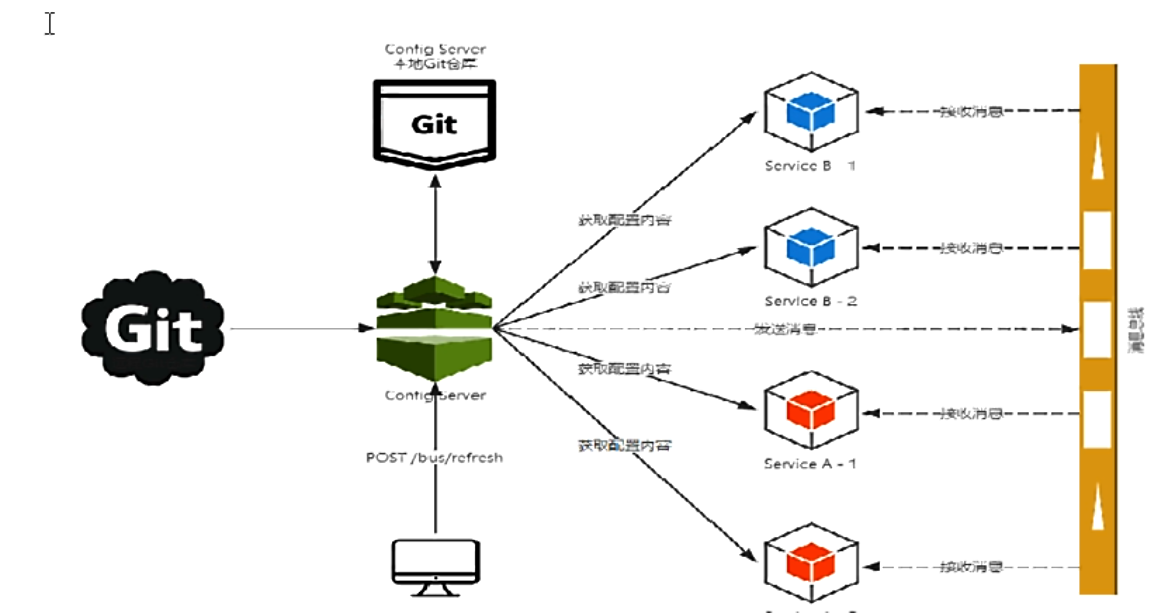 Config Server
本地Git仓库
Git
Service B - 1
接收消息
获取配置内容
Service B - 2
接收消息
获取配置内容
Git
发送消息
消息总线
Config Server
获取配置内容
Service A - 1
接收消息
获取配置内容
POST /bus/refresh
接收消息